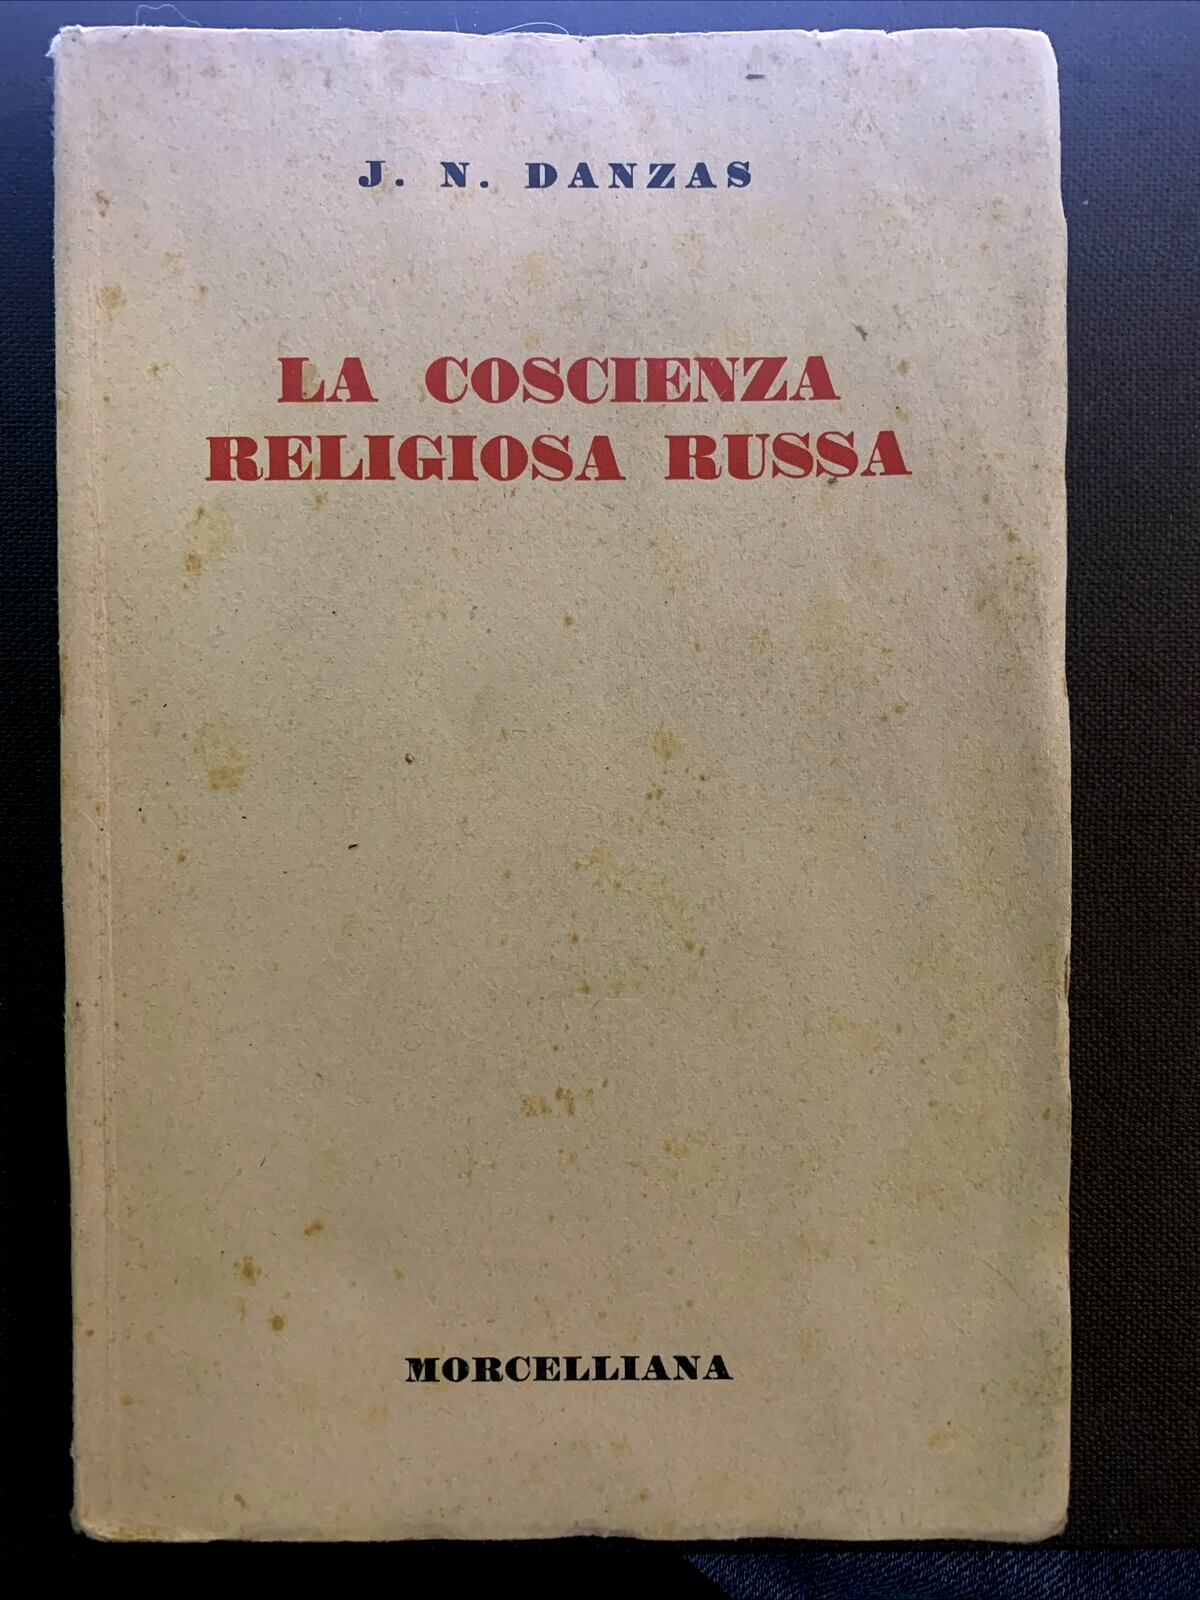 J. N. DANZAS
LA COSCIENZA
RELIGIOSA RUSSA
MORCELLIANA